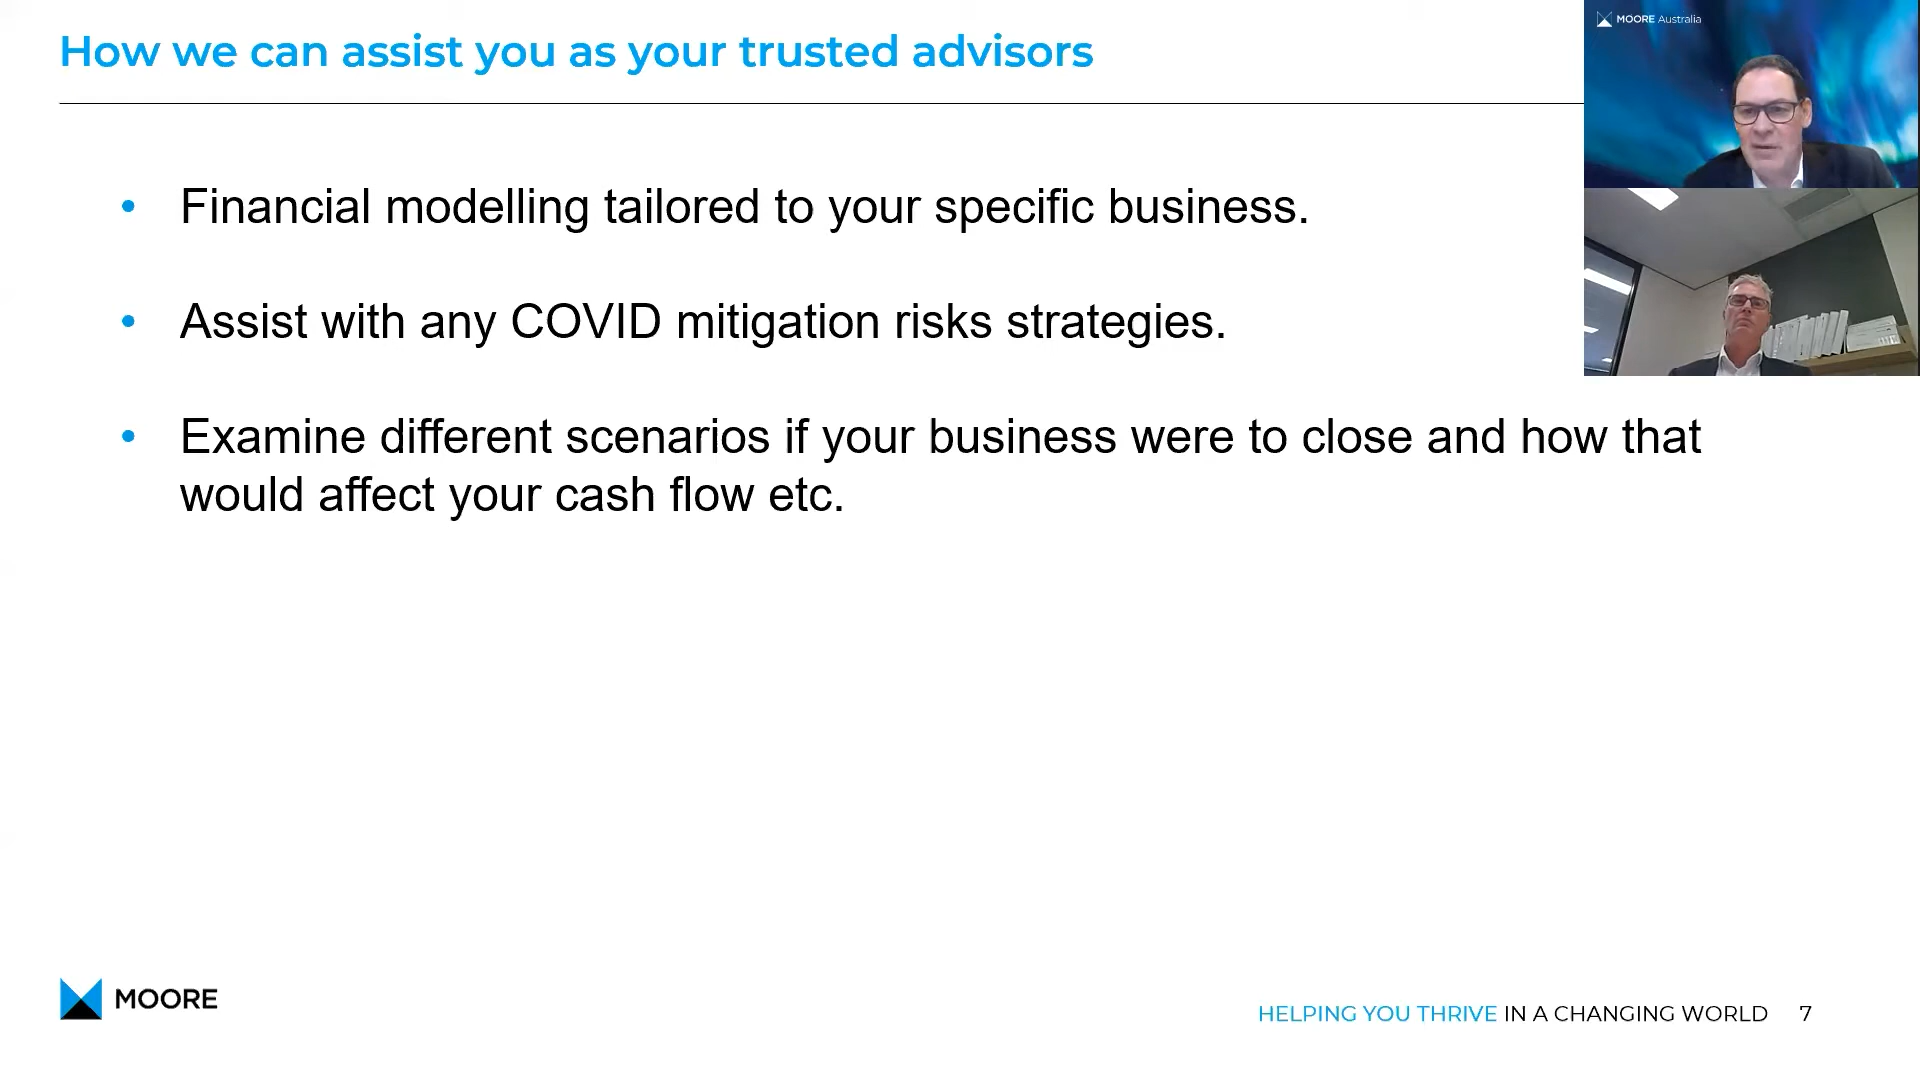 How we can assist you as your trusted advisors
MOORE Australia
• Financial modelling tailored to your specific business.
• Assist with any COVID mitigation risks strategies.
• Examine different scenarios if your business were to close and how that
would affect your cash flow etc.
MOORE
HELPING YOU THRIVE IN A CHANGING WORLD 7